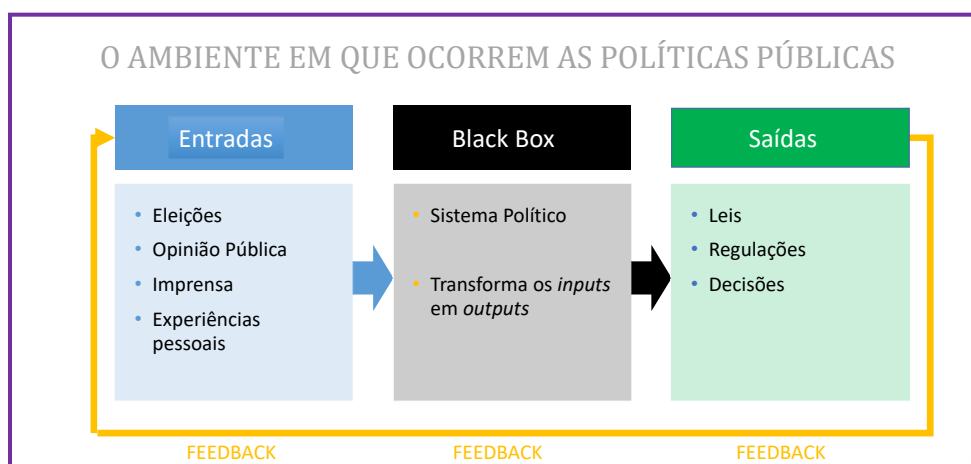 O AMBIENTE EM QUE OCORREM AS POLÍTICAS PÚBLICAS
Entradas
• Eleições
• Opinião Pública
• Imprensa
• Experiências
pessoais
Black Box
• Sistema Político
• Transforma os inputs
em outputs
Saídas
• Leis
• Regulações
• Decisões
FEEDBACK
FEEDBACK
FEEDBACK